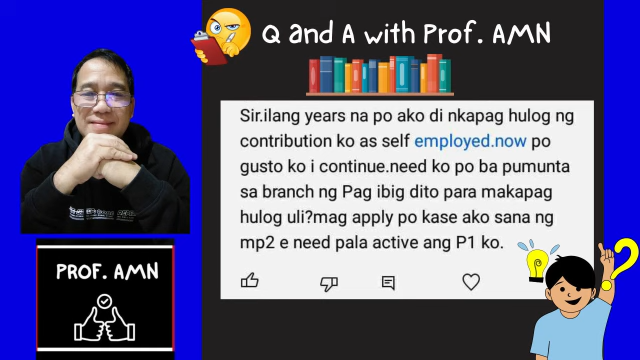 Q and A with Prof. AMN
Sir.ilang years na po ako di nkapag hulog ng
contribution ko as self employed.now po
gusto ko i continue.need ko po ba pumunta
sa branch ng Pag ibig dito para makapag
hulog uli?mag apply po kase ako sana ng
mp2 e need pala active ang P1 ko.
PROF. AMN